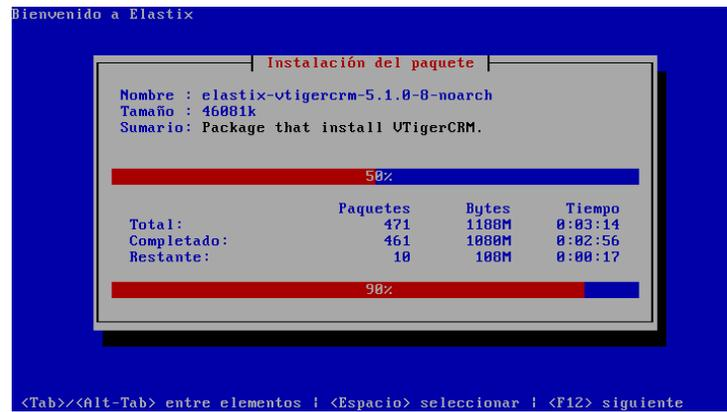 Bienvenido a Elastix
Instalación del paquete
Nombre : elastix-vtigercrm-5.1.0-8-noarch
Tamaño : 46081k
Sumario: Package that install VTigerCRM.
50%
Paquetes Bytes Tiempo
Total: 471 1188M 0:03:14
Completado: 461 1080M 0:02:56
Restante: 10 108M 0:00:17
90%
<Tab>/<Alt-Tab> entre elementos | <Espacio> seleccionar | <F12> siguiente